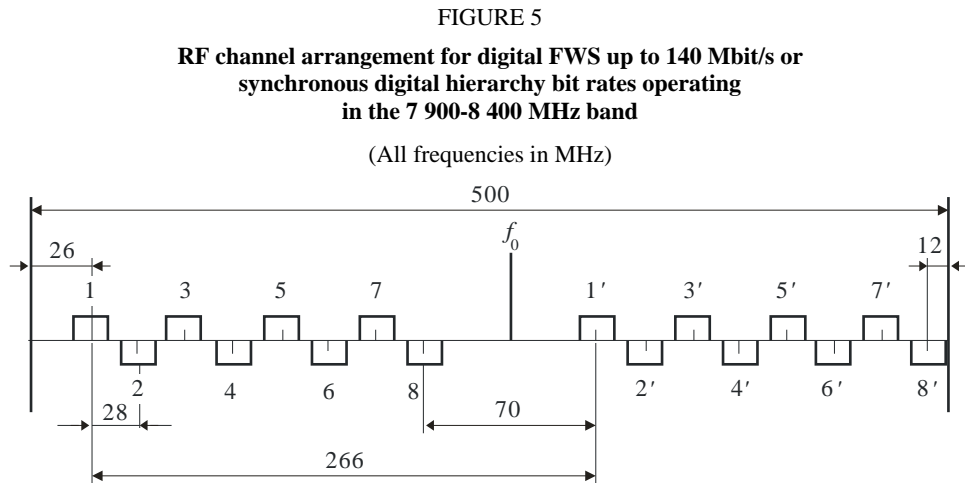 FIGURE 5
RF channel arrangement for digital FWS up to 140 Mbit/s or
synchronous digital hierarchy bit rates operating
in the 7 900-8 400 MHz band
(All frequencies in MHz)
500
f0
26
12
1 3 5 7 1′ 3′ 5′ 7′
2 4 6 8 2′ 4′ 6′ 8′
28
70
266